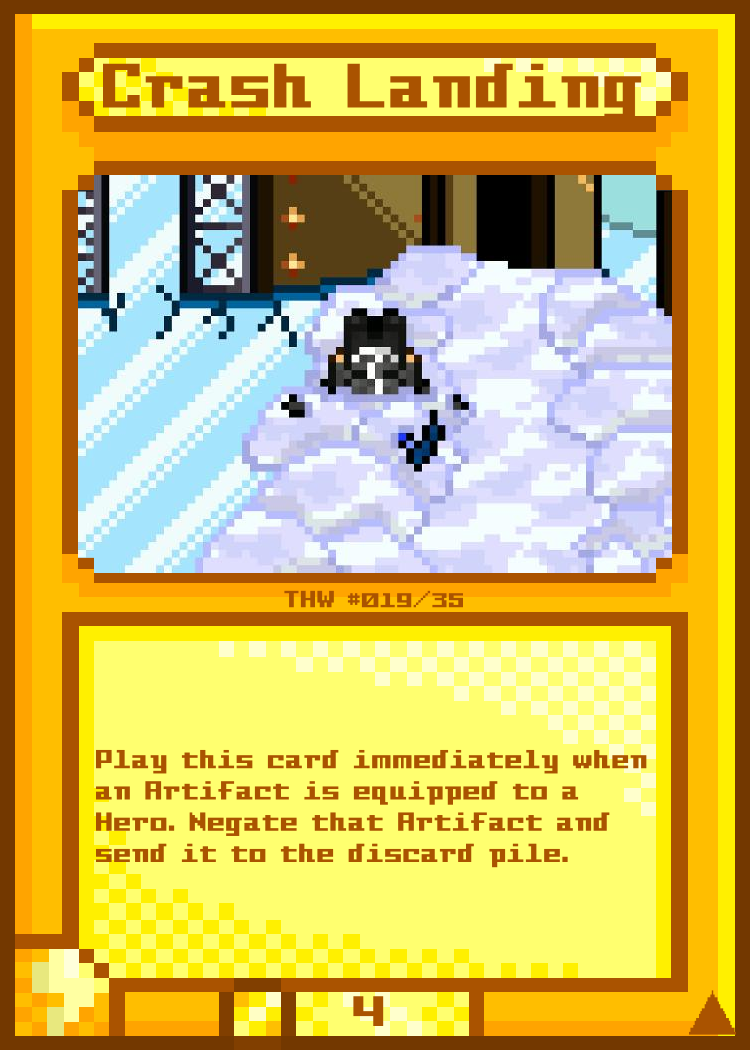 Crash Landing
THW #019/35
Play this card immediately when
an Artifact is equipped to a
Hero. Negate that Artifact and
send it to the discard pile.
4